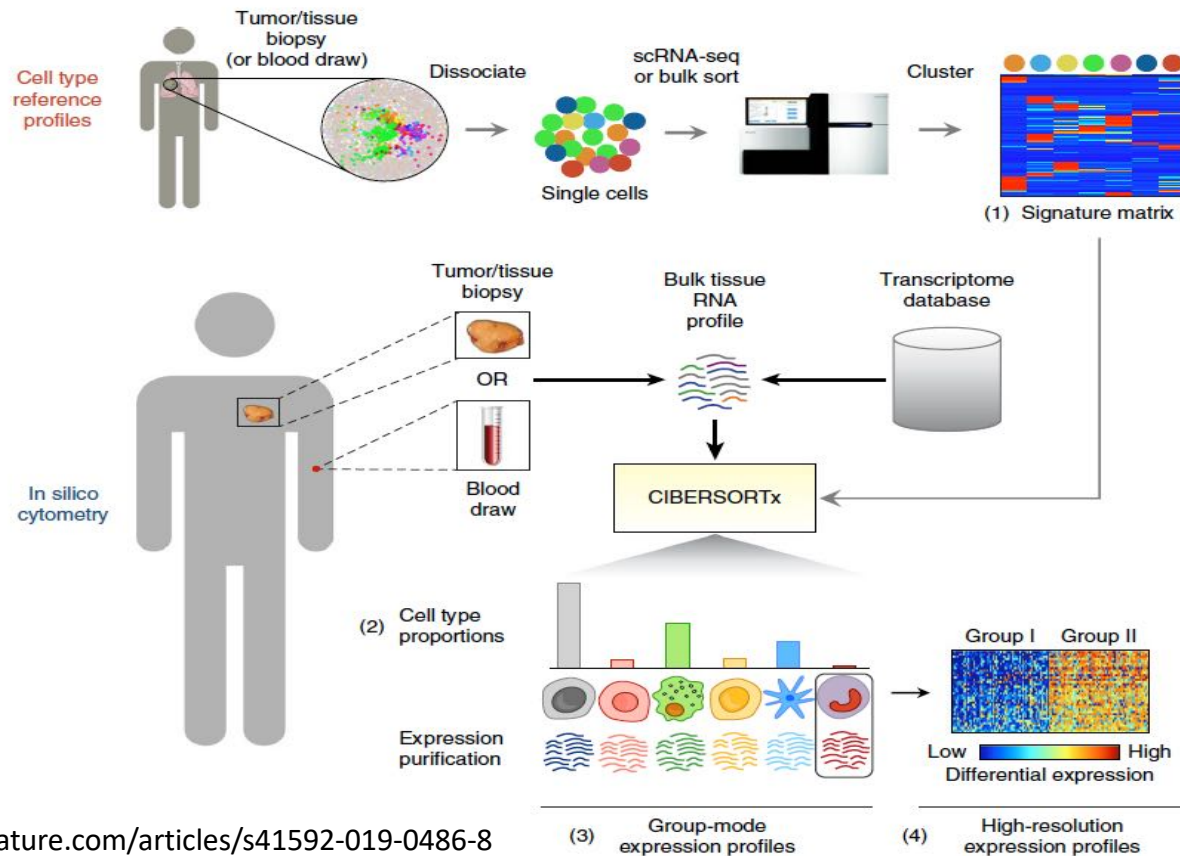 Tumor/tissue
biopsy
(or blood draw)
Cell type
reference
profiles
Dissociate
Single cells
scRNA-seq
or bulk sort
Cluster
(1) Signature matrix
In silico
cytometry
Tumor/tissue
biopsy
OR
Blood
draw
Bulk tissue
RNA
profile
Transcriptome
database
CIBERSORTx
(2) Cell type
proportions
Expression
purification
Group I Group II
Low High
Differential expression
(3) Group-mode
expression profiles
(4) High-resolution
expression profiles
ature.com/articles/s41592-019-0486-8